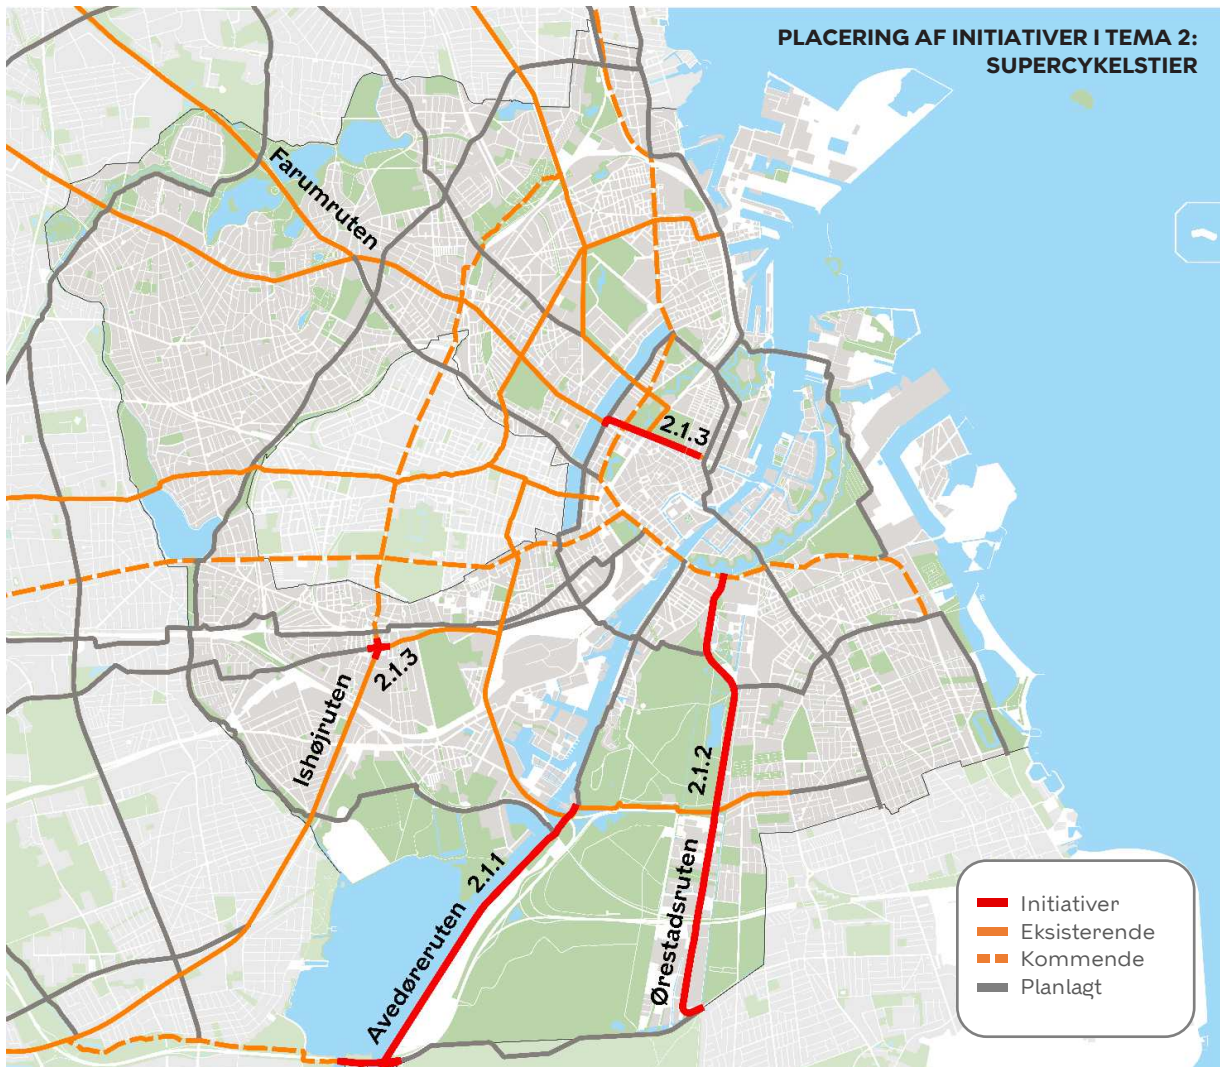 PLACERING AF INITIATIVER I TEMA 2:
SUPERCYKELSTIER
Farumruten
2.1.3
2.1.3
Ishøjruten
2.1.2
2.1.1
Avedøreruten
Ørestadsruten
Initiativer
Eksisterende
Kommende
Planlagt